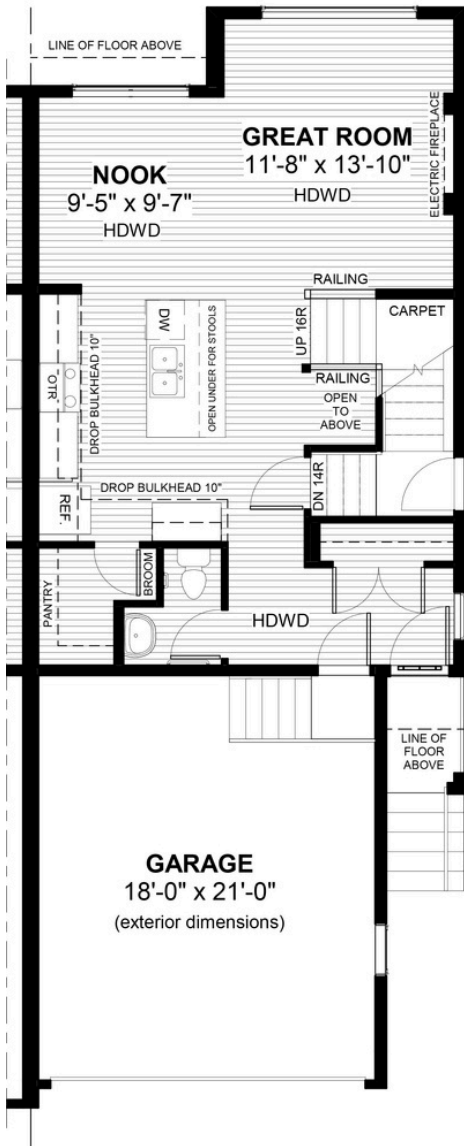 LINE OF FLOOR ABOVE
GREAT ROOM
11'-8" x 13'-10"
HDWD
ELECTRIC FIREPLACE
NOOK
9'-5" x 9'-7"
HDWD
RAILING
CARPET
UP 16R
DW
OPEN UNDER FOR STOOLS
RAILING
OPEN
TO
ABOVE
OTR
DROP BULKHEAD 10"
DROP BULKHEAD 10"
DN 14R
REF.
BROOM
PANTRY
HDWD
LINE OF
FLOOR
ABOVE
GARAGE
18'-0" x 21'-0"
(exterior dimensions)